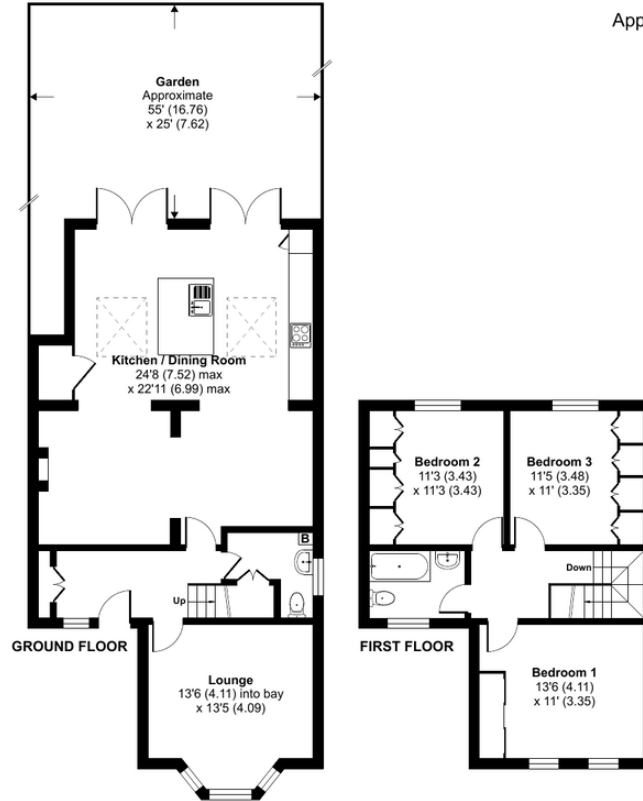 App
Garden
Approximate
55' (16.76)
x 25' (7.62)
Kitchen / Dining Room
24'8 (7.52) max
x 22'11 (6.99) max
B
Up
GROUND FLOOR
Lounge
13'6 (4.11) into bay
x 13'5 (4.09)
Bedroom 2
11'3 (3.43)
x 11'3 (3.43)
Bedroom 3
11'5 (3.48)
x 11' (3.35)
Down
FIRST FLOOR
Bedroom 1
13'6 (4.11)
x 11' (3.35)